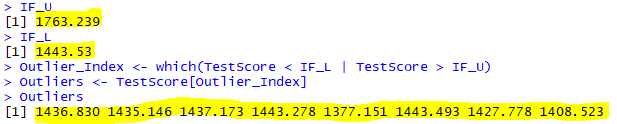 > IF_U
[1] 1763.239
> IF_L
[1] 1443.53
> Outlier_Index <- which(TestScore < IF_L | TestScore > IF_U)
> Outliers <- TestScore[Outlier_Index]
> Outliers
[1] 1436.830 1435.146 1437.173 1443.278 1377.151 1443.493 1427.778 1408.523